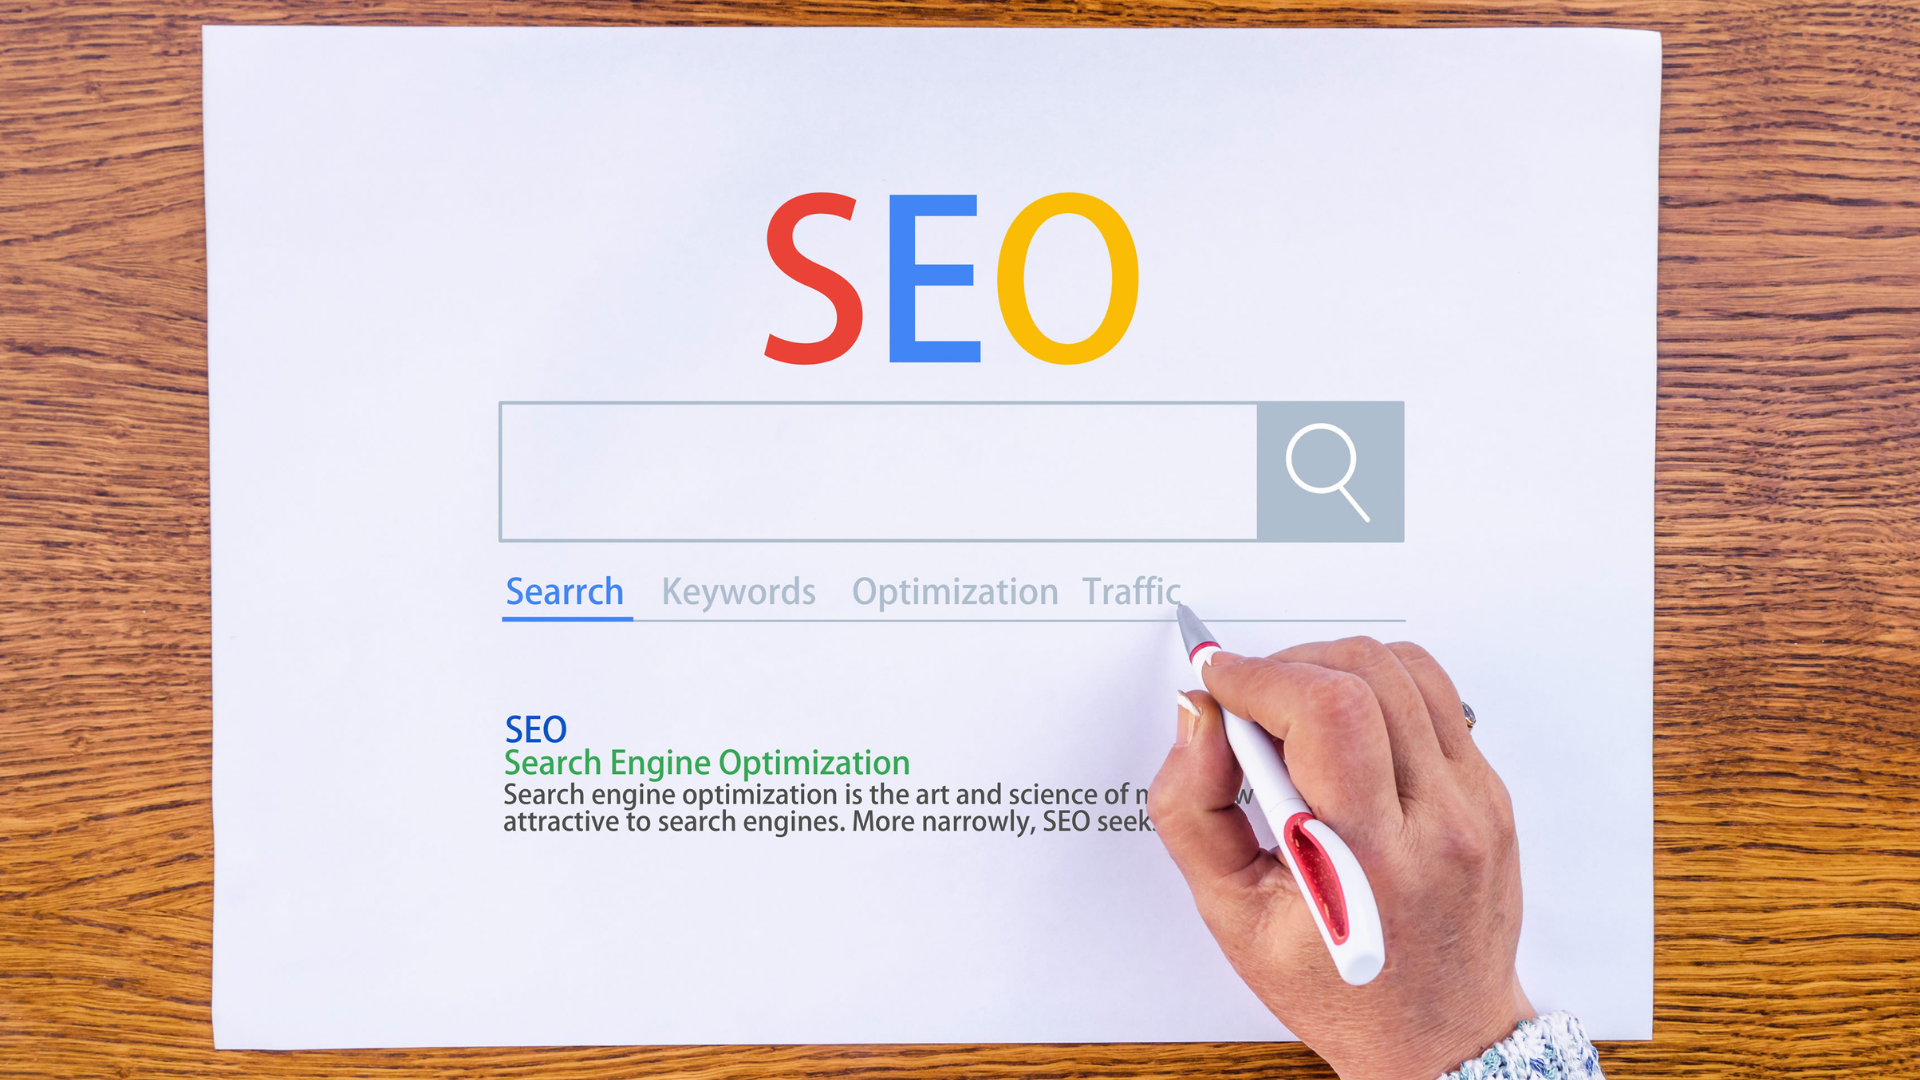 SEO
Searrch Keywords Optimization Traffic
SEO
Search Engine Optimization
Search engine optimization is the art and science of
attractive to search engines. More narrowly, SEO